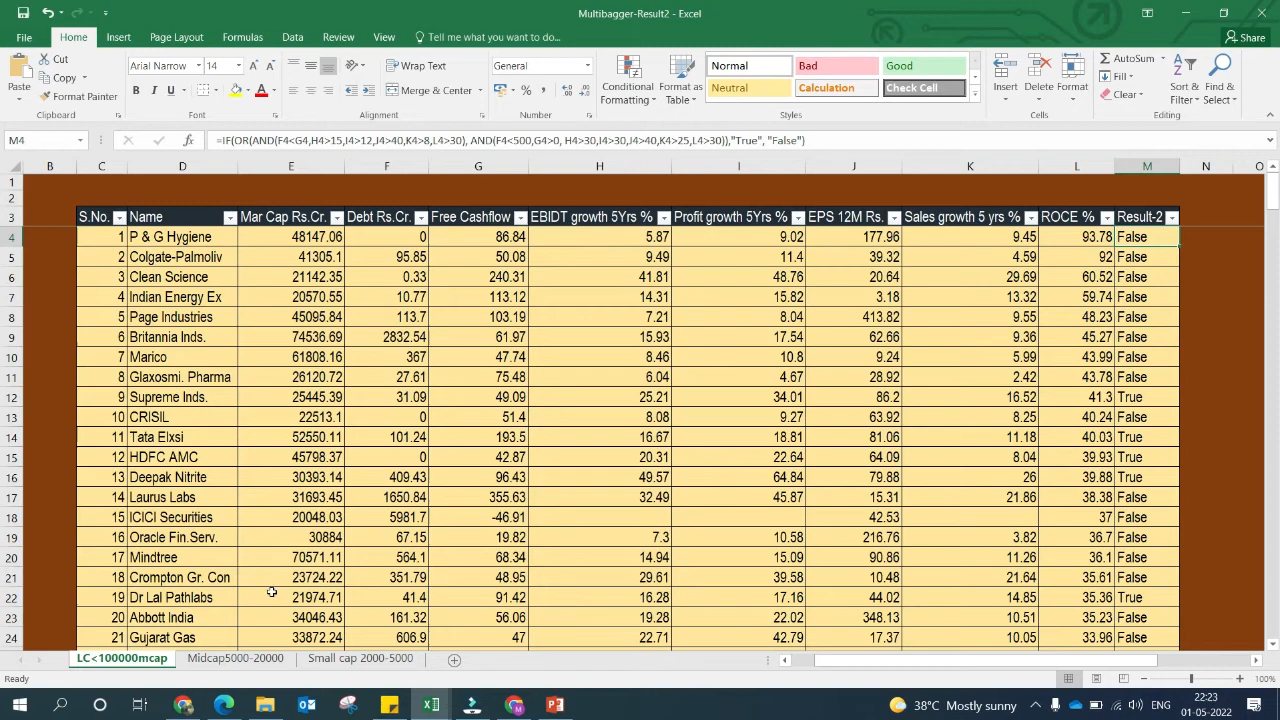 Multibagger-Result2 - Excel
File Home Insert Page Layout Formulas Data Review View Tell me what you want to do... Share
Paste Cut Copy Format Painter Clipboard
Arial Narrow 14 B I U Font
Wrap Text Merge & Center Alignment
General % Number
Conditional Formatting Format as Table
Normal Bad Good
Neutral Calculation Check Cell
Styles
Insert Delete Format Cells
AutoSum Fill Clear Sort & Filter Find & Select Editing
M4 fx =IF(OR(AND(F4<G4,H4>15,I4>12,J4>40,K4>8,L4>30), AND(F4<500,G4>0, H4>30,I4>30,J4>40,K4>25,L4>30)),"True", "False")
B C D E F G H I J K L M N O
1
2
3 S.No. Name Mar Cap Rs.Cr. Debt Rs.Cr. Free Cashflow EBIDT growth 5Yrs % Profit growth 5Yrs % EPS 12M Rs. Sales growth 5 yrs % ROCE % Result-2
4 1 P & G Hygiene 48147.06 0 86.84 5.87 9.02 177.96 9.45 93.78 False
5 2 Colgate-Palmoliv 41305.1 95.85 50.08 9.49 11.4 39.32 4.59 92 False
6 3 Clean Science 21142.35 0.33 240.31 41.81 48.76 20.64 29.69 60.52 False
7 4 Indian Energy Ex 20570.55 10.77 113.12 14.31 15.82 3.18 13.32 59.74 False
8 5 Page Industries 45095.84 113.7 103.19 7.21 8.04 413.82 9.55 48.23 False
9 6 Britannia Inds. 74536.69 2832.54 61.97 15.93 17.54 62.66 9.36 45.27 False
10 7 Marico 61808.16 367 47.74 8.46 10.8 9.24 5.99 43.99 False
11 8 Glaxosmi. Pharma 26120.72 27.61 75.48 6.04 4.67 28.92 2.42 43.78 False
12 9 Supreme Inds. 25445.39 31.09 49.09 25.21 34.01 86.2 16.52 41.3 True
13 10 CRISIL 22513.1 0 51.4 8.08 9.27 63.92 8.25 40.24 False
14 11 Tata Elxsi 52550.11 101.24 193.5 16.67 18.81 81.06 11.18 40.03 True
15 12 HDFC AMC 45798.37 0 42.87 20.31 22.64 64.09 8.04 39.93 True
16 13 Deepak Nitrite 30393.14 409.43 96.43 49.57 64.84 79.88 26 39.88 True
17 14 Laurus Labs 31693.45 1650.84 355.63 32.49 45.87 15.31 21.86 38.38 False
18 15 ICICI Securities 20048.03 5981.7 -46.91 42.53 37 False
19 16 Oracle Fin.Serv. 30884 67.15 19.82 7.3 10.58 216.76 3.82 36.7 False
20 17 Mindtree 70571.11 564.1 68.34 14.94 15.09 90.86 11.26 36.1 False
21 18 Crompton Gr. Con 23724.22 351.79 48.95 29.61 39.58 10.48 21.64 35.61 False
22 19 Dr Lal Pathlabs 21974.71 41.4 91.42 16.28 17.16 44.02 14.85 35.36 True
23 20 Abbott India 34046.43 161.32 56.06 19.28 22.02 348.13 10.51 35.23 False
24 21 Gujarat Gas 33872.24 606.9 47 22.71 42.79 17.37 10.05 33.96 False
LC<100000mcap Midcap5000-20000 Small cap 2000-5000
Ready 100%
38°C Mostly sunny ENG 22:23
01-05-2022